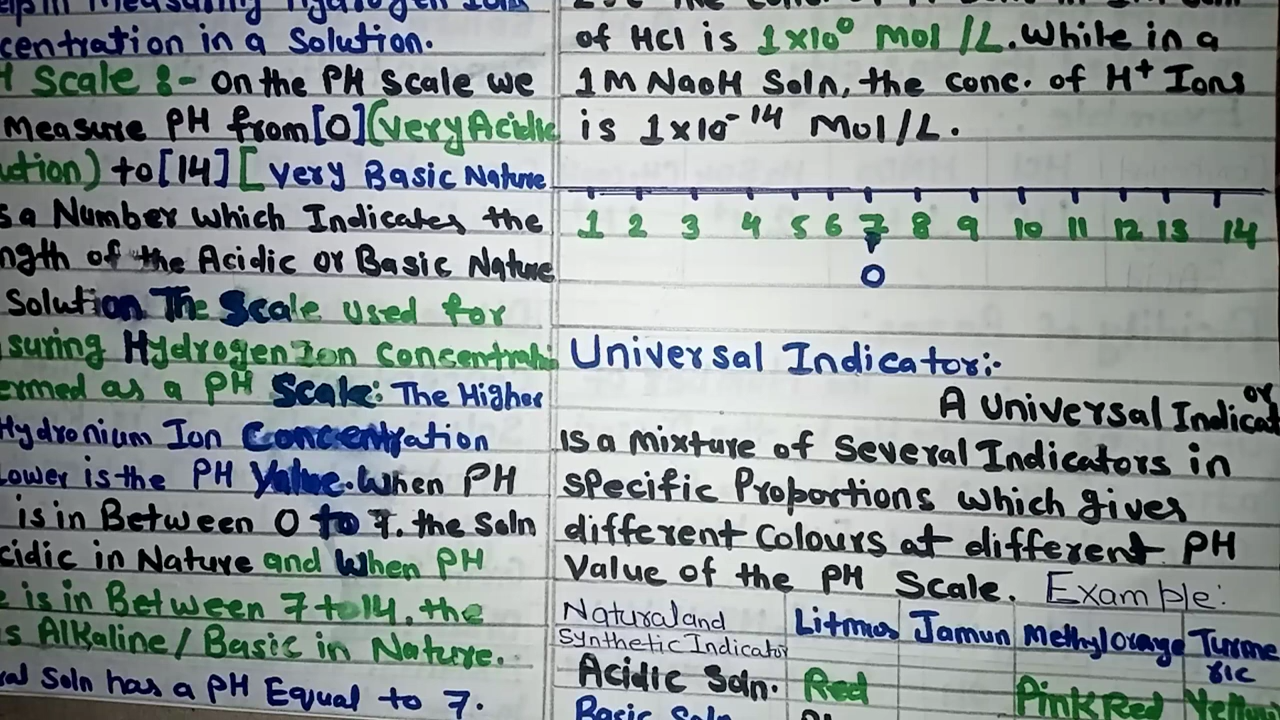 centration in a Solution.
Scale :- On the PH Scale we
Measure PH from [0] (very Acidic
to [14] [ very Basic Nature
a Number which Indicates the
of the Acidic or Basic Nature
Solution The Scale used for
Hydrogen Ion Concentrati
as a PH Scale: The Higher
Hydronium Ion Concentration
Lower is the PH Value. When PH
is in Between 0 to 7. the Soln
cidic in Nature and When PH
is in Between 7 to 14, the
s Alkaline / Basic in Nature.
Soln has a PH Equal to 7.
of HCl is 1x10⁰ Mol /L. While in a
1M NaOH Soln, the conc. of H⁺ Ions
is 1x10⁻¹⁴ Mol/L.
1 2 3 4 5 6 7 8 9 10 11 12 13 14
0
Universal Indicator:-
A Universal Indicator
is a mixture of Several Indicators in
Specific Proportions which gives
different Colours at different PH
Value of the PH Scale. Example:
Natural and Synthetic Indicator Litmus Jamun Methyl orange Turmeric
Acidic Soln. Red Pink Red
Basic Soln